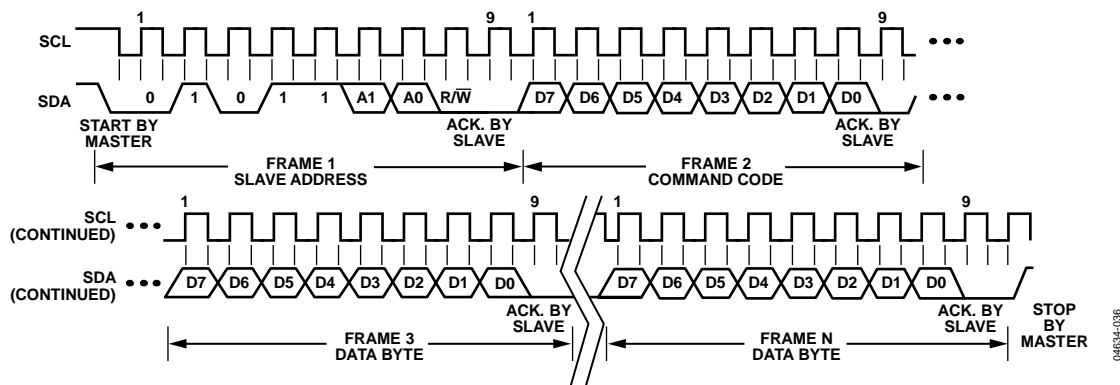 1 9 1 9
SCL
SDA 0 1 0 1 1 A1 A0 R/W̅ D7 D6 D5 D4 D3 D2 D1 D0
START BY MASTER
ACK. BY SLAVE
ACK. BY SLAVE
FRAME 1
SLAVE ADDRESS
FRAME 2
COMMAND CODE
1 9 1 9
SCL
(CONTINUED)
SDA
(CONTINUED)
D7 D6 D5 D4 D3 D2 D1 D0 D7 D6 D5 D4 D3 D2 D1 D0
ACK. BY SLAVE
ACK. BY SLAVE
STOP BY MASTER
FRAME 3
DATA BYTE
FRAME N
DATA BYTE
04634-036